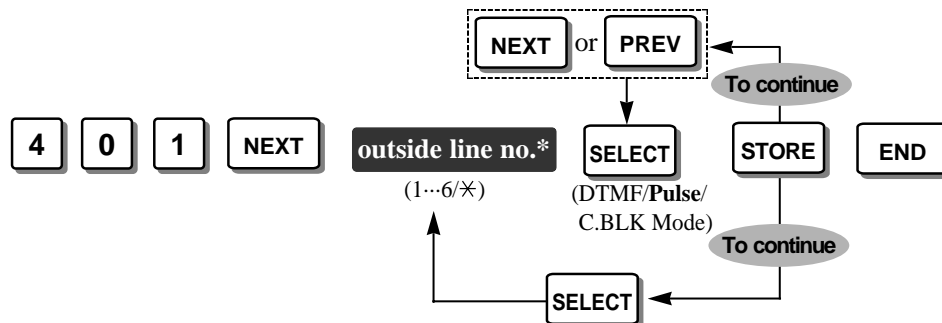 NEXT or PREV
To continue
4 0 1 NEXT outside line no.* SELECT STORE END
(1···6/✳) (DTMF/Pulse/
C.BLK Mode)
To continue
SELECT